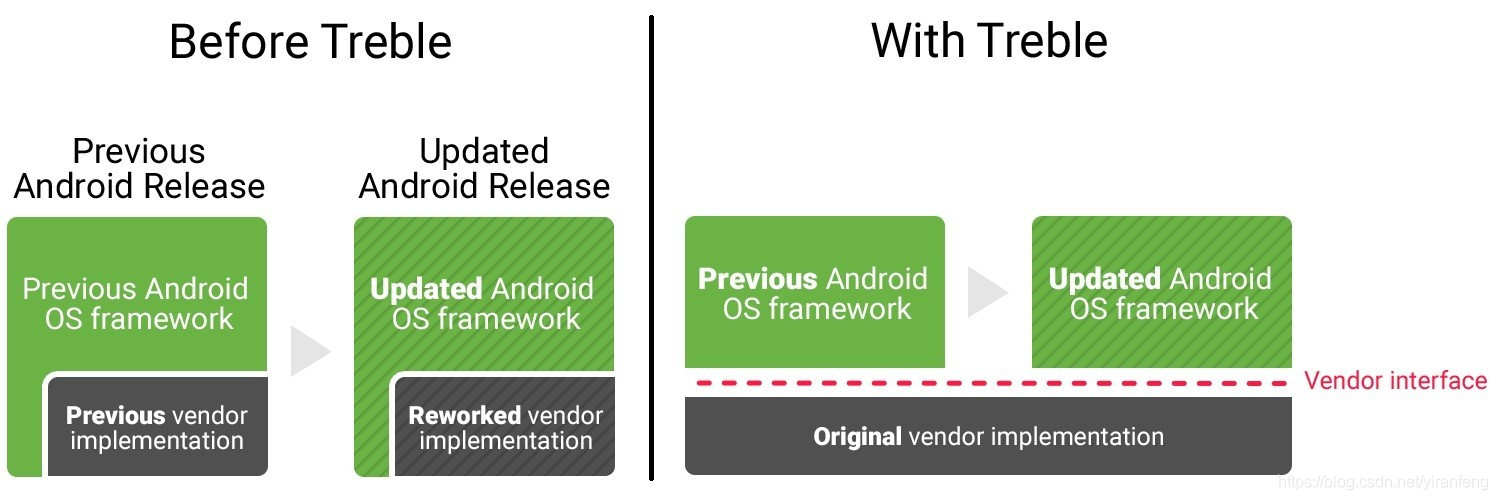 Before Treble
Previous
Android Release
Updated
Android Release
Previous Android
OS framework
Previous vendor
implementation
Updated Android
OS framework
Reworked vendor
implementation
With Treble
Previous Android
OS framework
Updated Android
OS framework
Vendor interface
Original vendor implementation
https://blog.csdn.net/yiranfeng